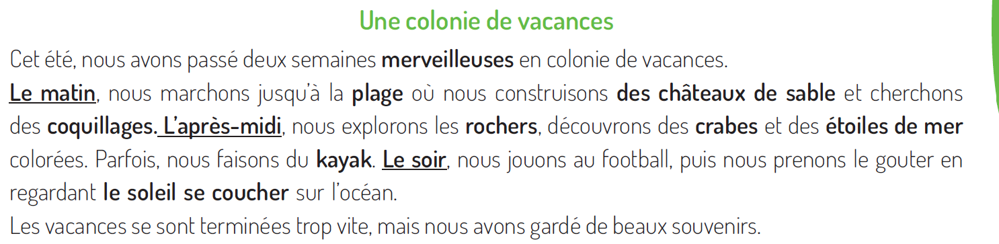 Une colonie de vacances
Cet été, nous avons passé deux semaines merveilleuses en colonie de vacances.
Le matin, nous marchons jusqu'à la plage où nous construisons des châteaux de sable et cherchons
des coquillages. L'après-midi, nous explorons les rochers, découvrons des crabes et des étoiles de mer
colorées. Parfois, nous faisons du kayak. Le soir, nous jouons au football, puis nous prenons le gouter en
regardant le soleil se coucher sur l'océan.
Les vacances se sont terminées trop vite, mais nous avons gardé de beaux souvenirs.